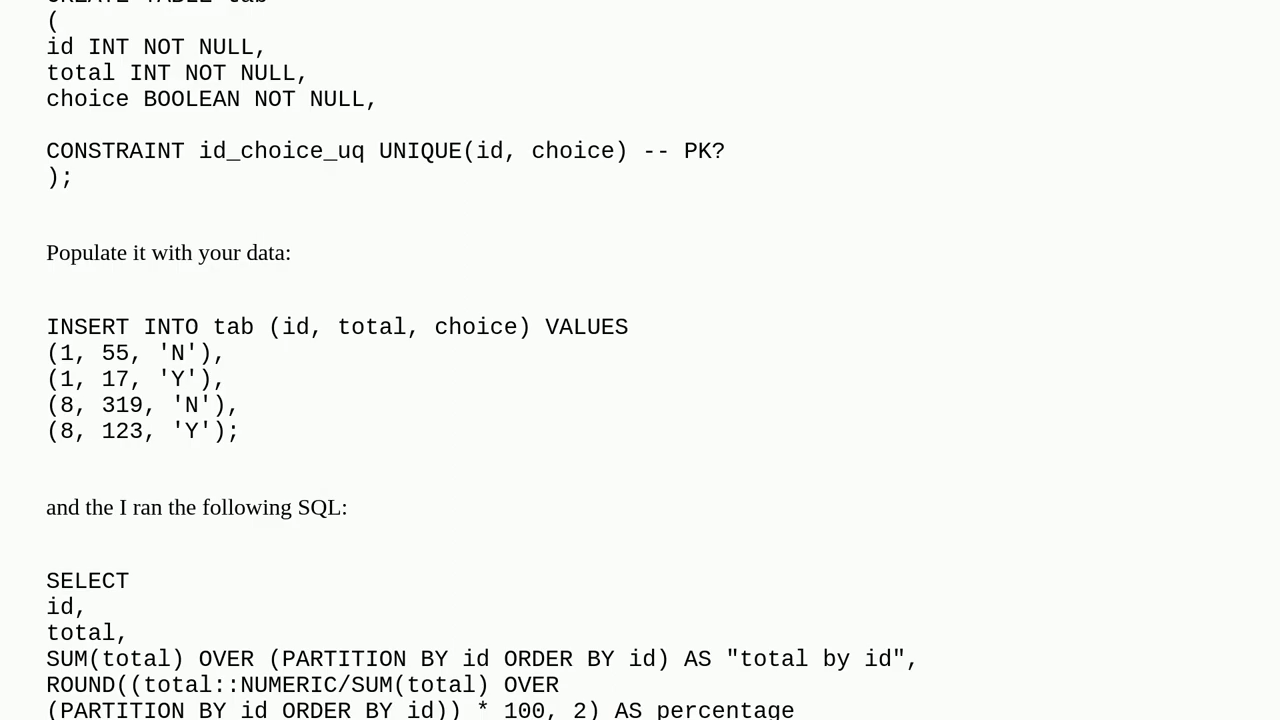 CREATE TABLE tab
(
id INT NOT NULL,
total INT NOT NULL,
choice BOOLEAN NOT NULL,
CONSTRAINT id_choice_uq UNIQUE(id, choice) -- PK?
);
Populate it with your data:
INSERT INTO tab (id, total, choice) VALUES
(1, 55, 'N'),
(1, 17, 'Y'),
(8, 319, 'N'),
(8, 123, 'Y');
and the I ran the following SQL:
SELECT
id,
total,
SUM(total) OVER (PARTITION BY id ORDER BY id) AS "total by id",
ROUND((total::NUMERIC/SUM(total) OVER
(PARTITION BY id ORDER BY id)) * 100, 2) AS percentage